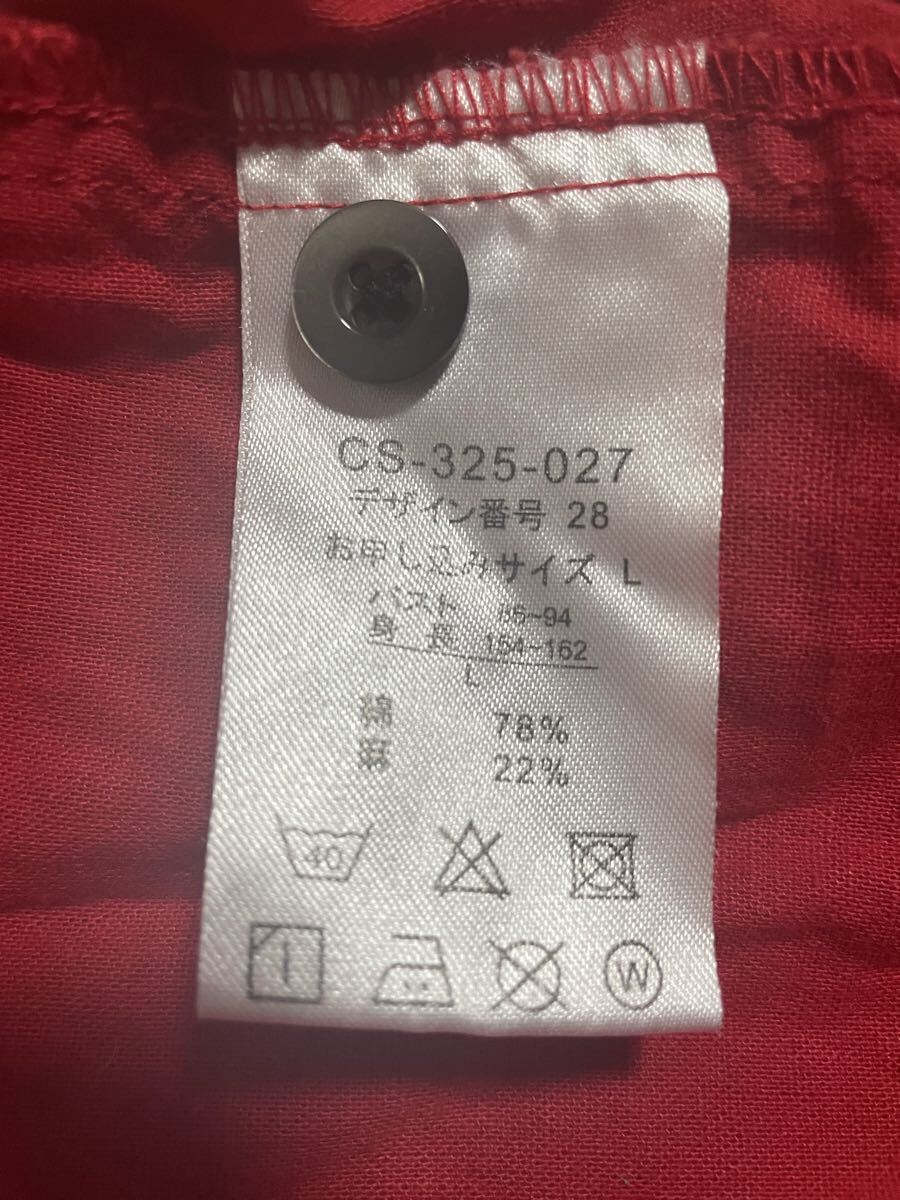 CS-325-027
デザイン番号 28
お申し込みサイズ L
バスト 86~94
身長 154~162
L
綿 78%
麻 22%
40
W